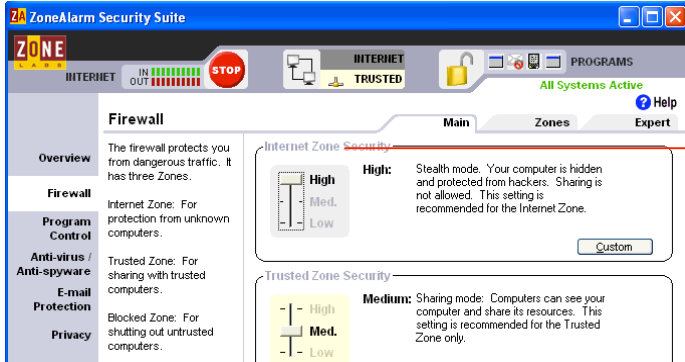 ZA ZoneAlarm Security Suite
ZONE
LABS
INTERNET
IN
OUT
STOP
INTERNET
TRUSTED
PROGRAMS
All Systems Active
? Help
Firewall
Main
Zones
Expert
Overview
Firewall
Program
Control
Anti-virus /
Anti-spyware
E-mail
Protection
Privacy
The firewall protects you
from dangerous traffic. It
has three Zones.
Internet Zone: For
protection from unknown
computers.
Trusted Zone: For
sharing with trusted
computers.
Blocked Zone: For
shutting out untrusted
computers.
Internet Zone Security
High
Med.
Low
High:
Stealth mode. Your computer is hidden
and protected from hackers. Sharing is
not allowed. This setting is
recommended for the Internet Zone.
Custom
Trusted Zone Security
High
Med.
Low
Medium:
Sharing mode: Computers can see your
computer and share its resources. This
setting is recommended for the Trusted
Zone only.